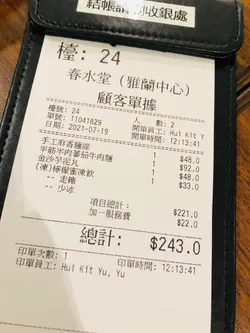 結帳請到收銀處
檯: 24
春水堂 (雅蘭中心)
顧客單據
檯號: 24 人 數: 2
單號: 11041829 開單員工: Hui Kit Y
日期: 2021-07-19 開單時間: 12:13:41
手工麻香麵線 1 $48.0
半筋半肉蕃茄牛肉麵 1 $92.0
金沙芋泥丸 1 $48.0
(凍)檸檬蜜凍飲 1 $33.0
-- 走糖
-- 少冰
項目總計: $221.0
加一服務費 $22.0
總計: $243.0
印單次數: 1 印單時間: 12:13:41
印單員工: Hui Kit Yu, Yu